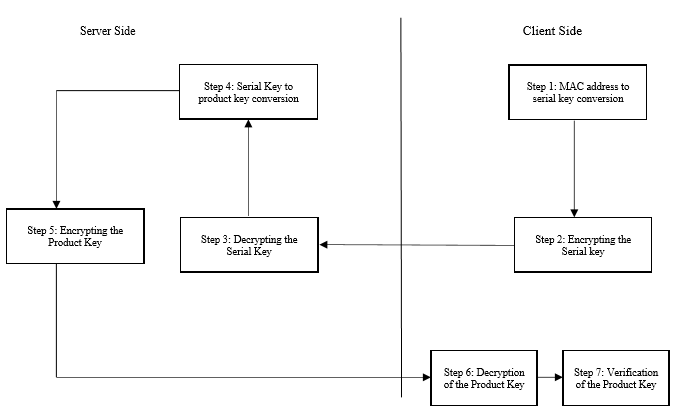 Server Side
Client Side
Step 4: Serial Key to
product key conversion
Step 1: MAC address to
serial key conversion
Step 5: Encrypting the
Product Key
Step 3: Decrypting the
Serial Key
Step 2: Encrypting the
Serial key
Step 6: Decryption
of the Product Key
Step 7: Verification
of the Product Key